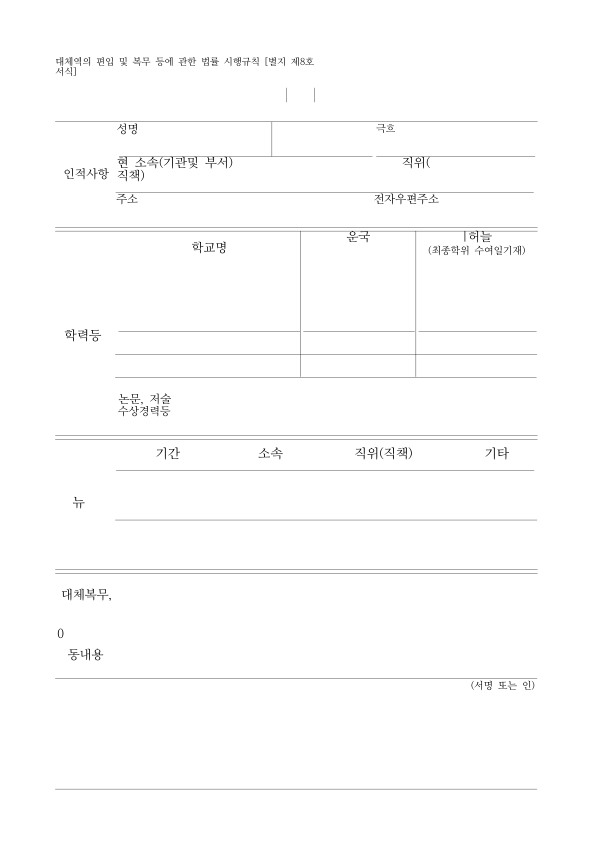 대체역의 편입 및 복무 등에 관한 법률 시행규칙 [별지 제8호
서식]
성명
극흐
인적사항
현 소속(기관및 부서)
직책)
직위(
주소
전자우편주소
학교명
운국
|허늘
(최종학위 수여일기재)
학력등
논문, 저술
수상경력등
기간
소속
직위(직책)
기타
뉴
대체복무,
0
동내용
(서명 또는 인)